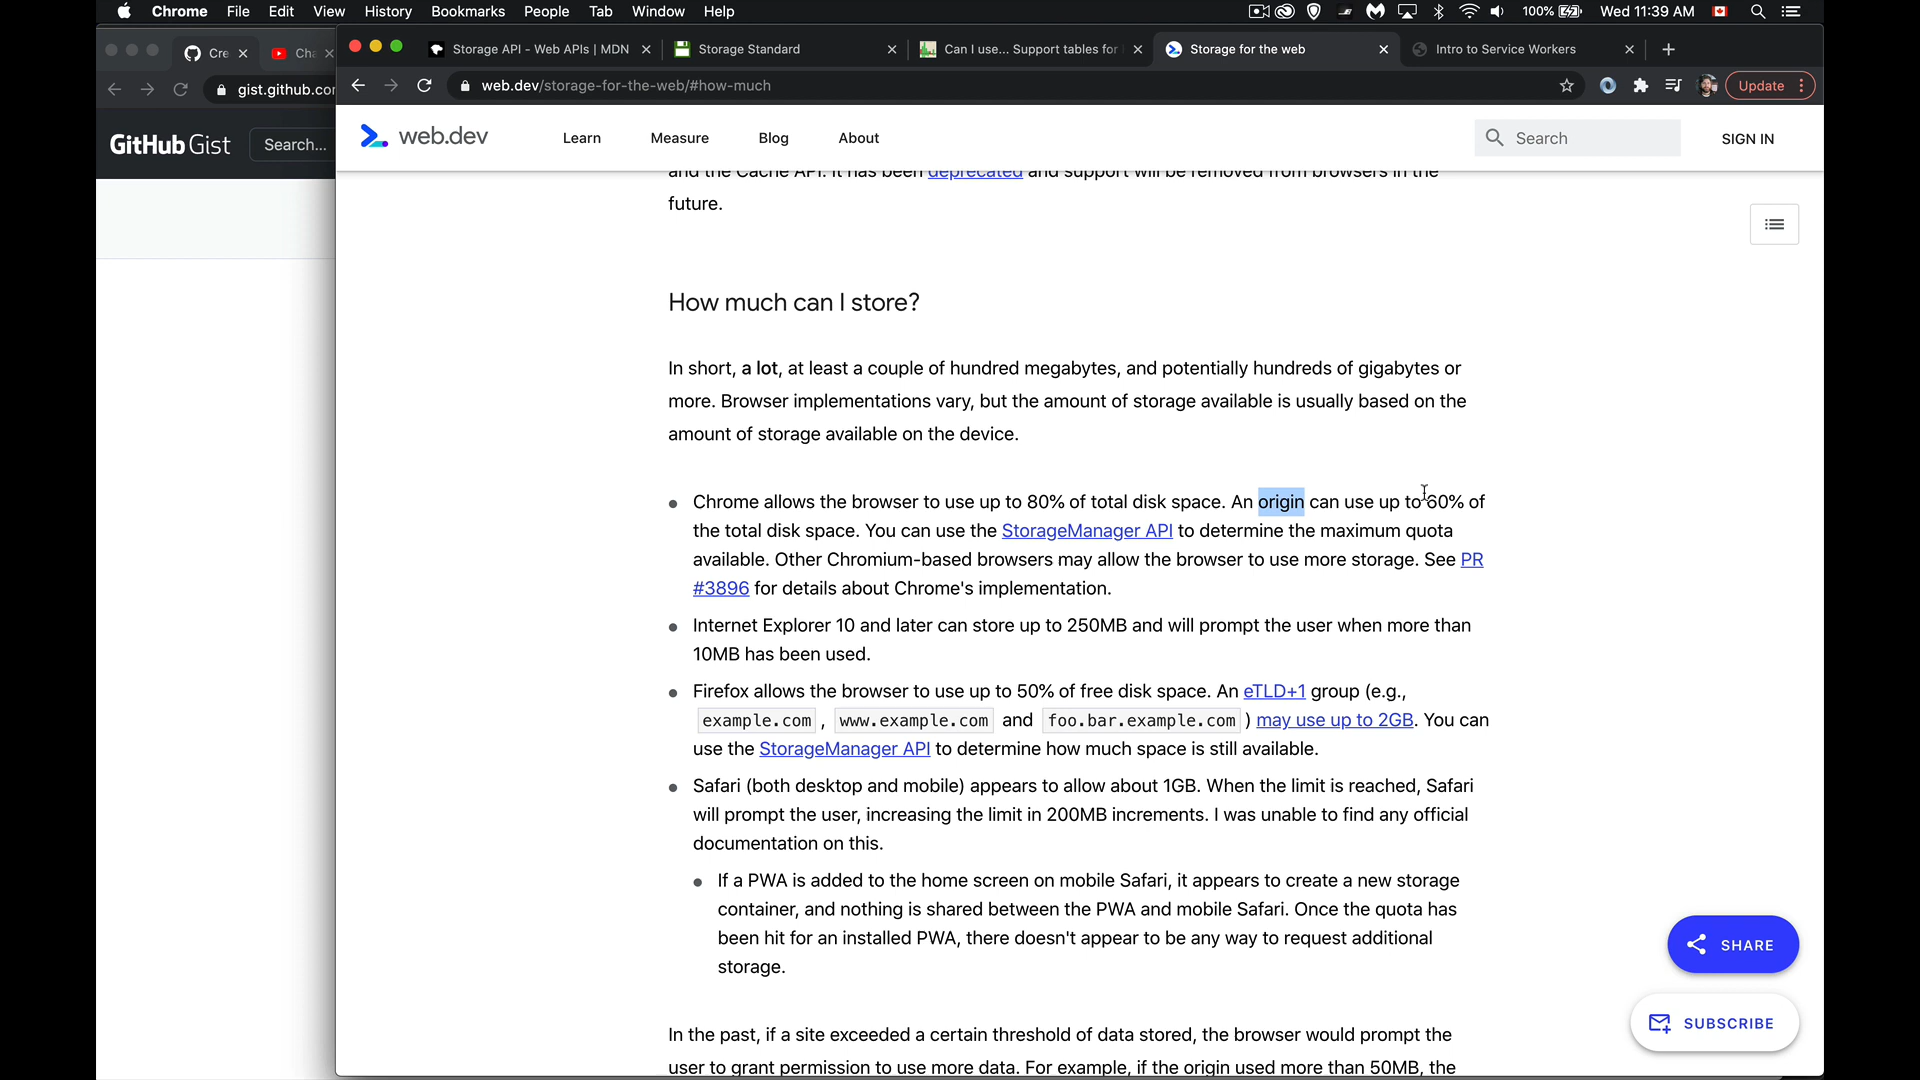 Chrome File Edit View History Bookmarks People Tab Window Help 100% Wed 11:39 AM
Cre
Storage API - Web APIs | MDN
Storage Standard
Can I use... Support tables for
Storage for the web
Intro to Service Workers
gist.github.co
web.dev/storage-for-the-web/#how-much
Update
GitHub Gist
Search...
web.dev
Learn
Measure
Blog
About
Search
SIGN IN
and the Cache API. It has been deprecated and support will be removed from browsers in the
future.
How much can I store?
In short, a lot, at least a couple of hundred megabytes, and potentially hundreds of gigabytes or
more. Browser implementations vary, but the amount of storage available is usually based on the
amount of storage available on the device.
Chrome allows the browser to use up to 80% of total disk space. An origin can use up to 60% of
the total disk space. You can use the StorageManager API to determine the maximum quota
available. Other Chromium-based browsers may allow the browser to use more storage. See PR
#3896 for details about Chrome's implementation.
Internet Explorer 10 and later can store up to 250MB and will prompt the user when more than
10MB has been used.
Firefox allows the browser to use up to 50% of free disk space. An eTLD+1 group (e.g.,
example.com , www.example.com and foo.bar.example.com ) may use up to 2GB. You can
use the StorageManager API to determine how much space is still available.
Safari (both desktop and mobile) appears to allow about 1GB. When the limit is reached, Safari
will prompt the user, increasing the limit in 200MB increments. I was unable to find any official
documentation on this.
If a PWA is added to the home screen on mobile Safari, it appears to create a new storage
container, and nothing is shared between the PWA and mobile Safari. Once the quota has
been hit for an installed PWA, there doesn't appear to be any way to request additional
storage.
In the past, if a site exceeded a certain threshold of data stored, the browser would prompt the
user to grant permission to use more data. For example, if the origin used more than 50MB, the
SHARE
SUBSCRIBE